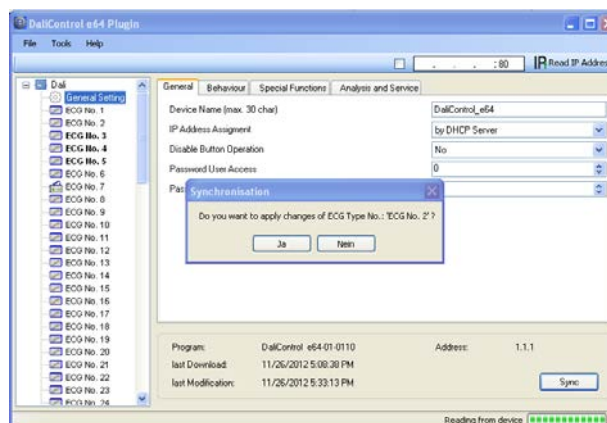 DaliControl e64 Plugin
File Tools Help
. . . :80 Read IP Addres
Dali
General Setting
ECG No. 1
ECG No. 2
ECG No. 3
ECG No. 4
ECG No. 5
ECG No. 6
ECG No. 7
ECG No. 8
ECG No. 9
ECG No. 10
ECG No. 11
ECG No. 12
ECG No. 13
ECG No. 14
ECG No. 15
ECG No. 16
ECG No. 17
ECG No. 18
ECG No. 19
ECG No. 20
ECG No. 21
ECG No. 22
ECG No. 23
ECG No. 24
General Behaviour Special Functions Analysis and Service
Device Name (max. 30 char) DaliControl_e64
IP Address Assigment by DHCP Server
Disable Button Operation No
Password User Access 0
Pas
Synchronisation
Do you want to apply changes of ECG Type No.: 'ECG No. 2' ?
Ja Nein
Program: DaliControl e64-01-0110 Address: 1.1.1
last Download: 11/26/2012 5:08:38 PM
last Modification: 11/26/2012 5:33:13 PM
Sync
Reading from device